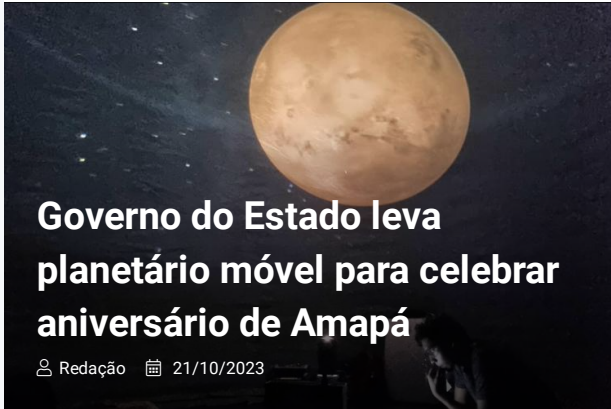 Governo do Estado leva
planetário móvel para celebrar
aniversário de Amapá
Redação 21/10/2023